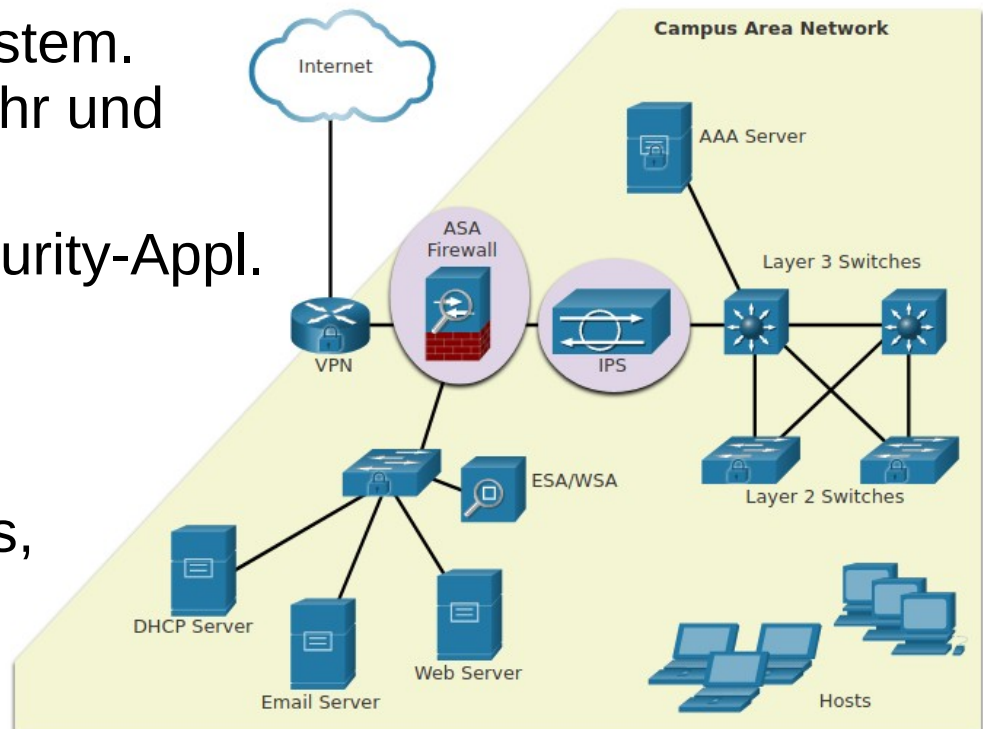 stem.
hr und
urity-Appl.
s,
Campus Area Network
Internet
AAA Server
ASA
Firewall
Layer 3 Switches
VPN
IPS
ESA/WSA
Layer 2 Switches
DHCP Server
Web Server
Email Server
Hosts